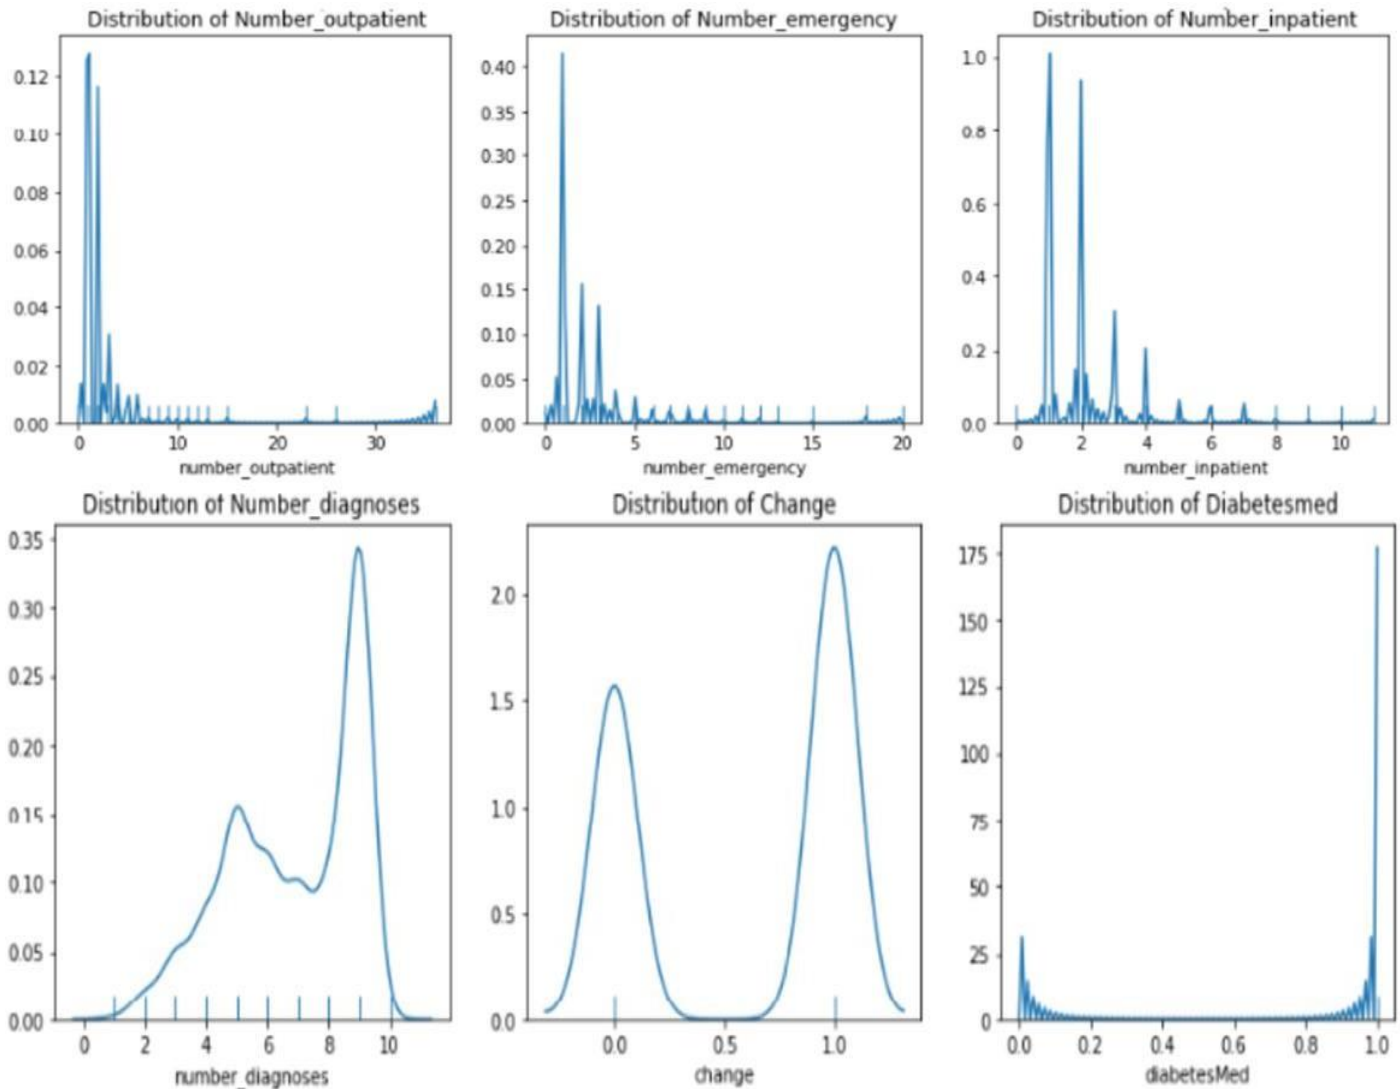 Distribution of Number_outpatient
0.12
0.10
0.08
0.06
0.04
0.02
0.00
0 10 20 30
number_outpatient
Distribution of Number_emergency
0.40
0.35
0.30
0.25
0.20
0.15
0.10
0.05
0.00
0 5 10 15 20
number_emergency
Distribution of Number_inpatient
1.0
0.8
0.6
0.4
0.2
0.0
0 2 4 6 8 10
number_inpatient
Distribution of Number_diagnoses
0.35
0.30
0.25
0.20
0.15
0.10
0.05
0.00
0 2 4 6 8 10
number_diagnoses
Distribution of Change
2.0
1.5
1.0
0.5
0.0
0.0 0.5 1.0
change
Distribution of Diabetesmed
175
150
125
100
75
50
25
0
0.0 0.2 0.4 0.6 0.8 1.0
diabetesMed